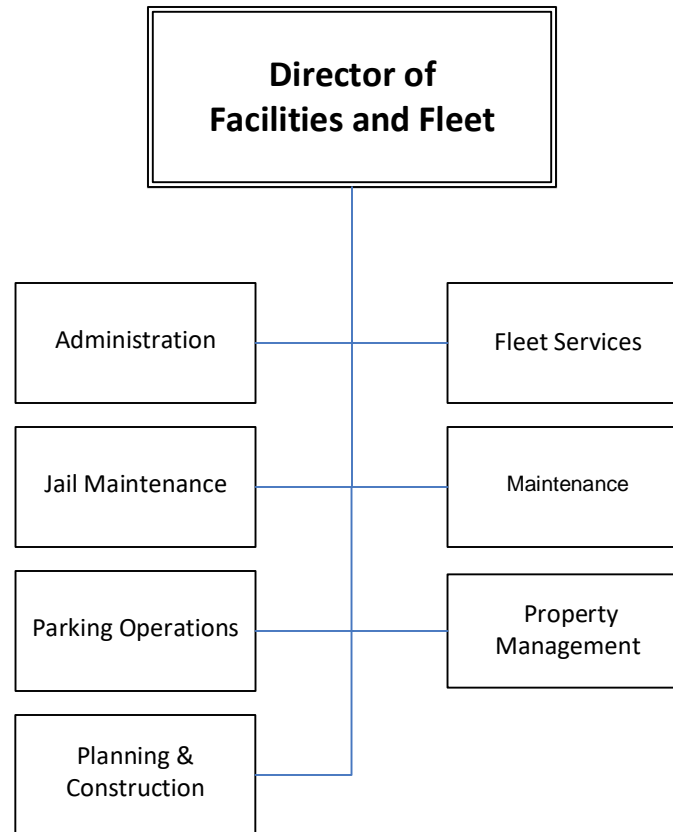 Director of
Facilities and Fleet
Administration
Fleet Services
Jail Maintenance
Maintenance
Parking Operations
Property
Management
Planning &
Construction